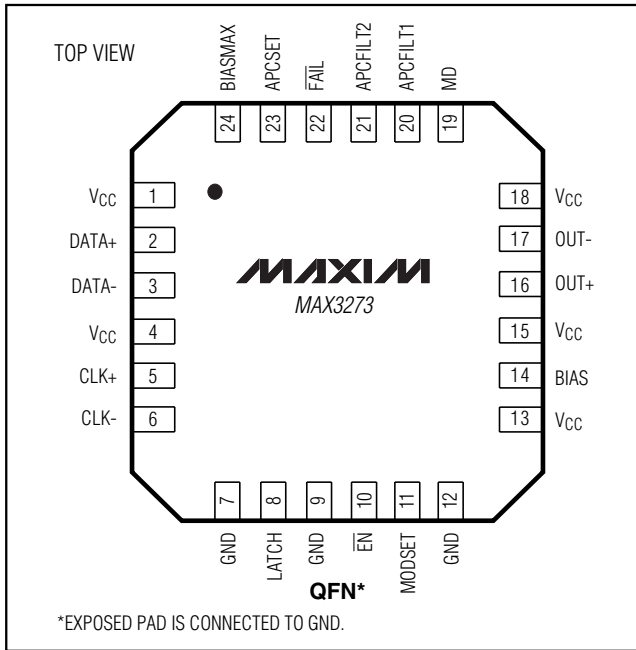 TOP VIEW
BIASMAX
APCSET
F̅A̅I̅L̅
APCFILT2
APCFILT1
MD
24
23
22
21
20
19
VCC 1
DATA+ 2
DATA- 3
VCC 4
CLK+ 5
CLK- 6
18 VCC
17 OUT-
16 OUT+
15 VCC
14 BIAS
13 VCC
MAXIM
MAX3273
7
8
9
10
11
12
GND
LATCH
GND
E̅N̅
MODSET
GND
QFN*
*EXPOSED PAD IS CONNECTED TO GND.